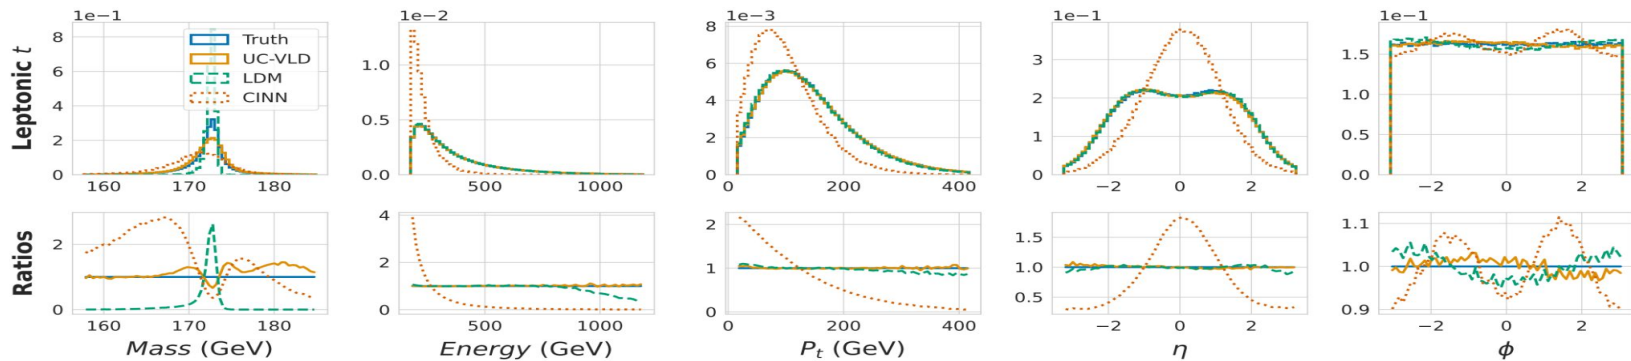 1e−1 1e−2 1e−3 1e−1 1e−1
Leptonic t
8 6 4 2 0
Truth
UC-VLD
LDM
CINN
160 170 180
1.0 0.5 0.0
500 1000
8 6 4 2 0
0 200 400
3 2 1 0
−2 0 2
1.5 1.0 0.5 0.0
−2 0 2
Ratios
2 0
160 170 180
Mass (GeV)
4 2 0
500 1000
Energy (GeV)
2 1 0
0 200 400
Pt (GeV)
1.5 1.0 0.5
−2 0 2
η
1.1 1.0 0.9
−2 0 2
ϕ